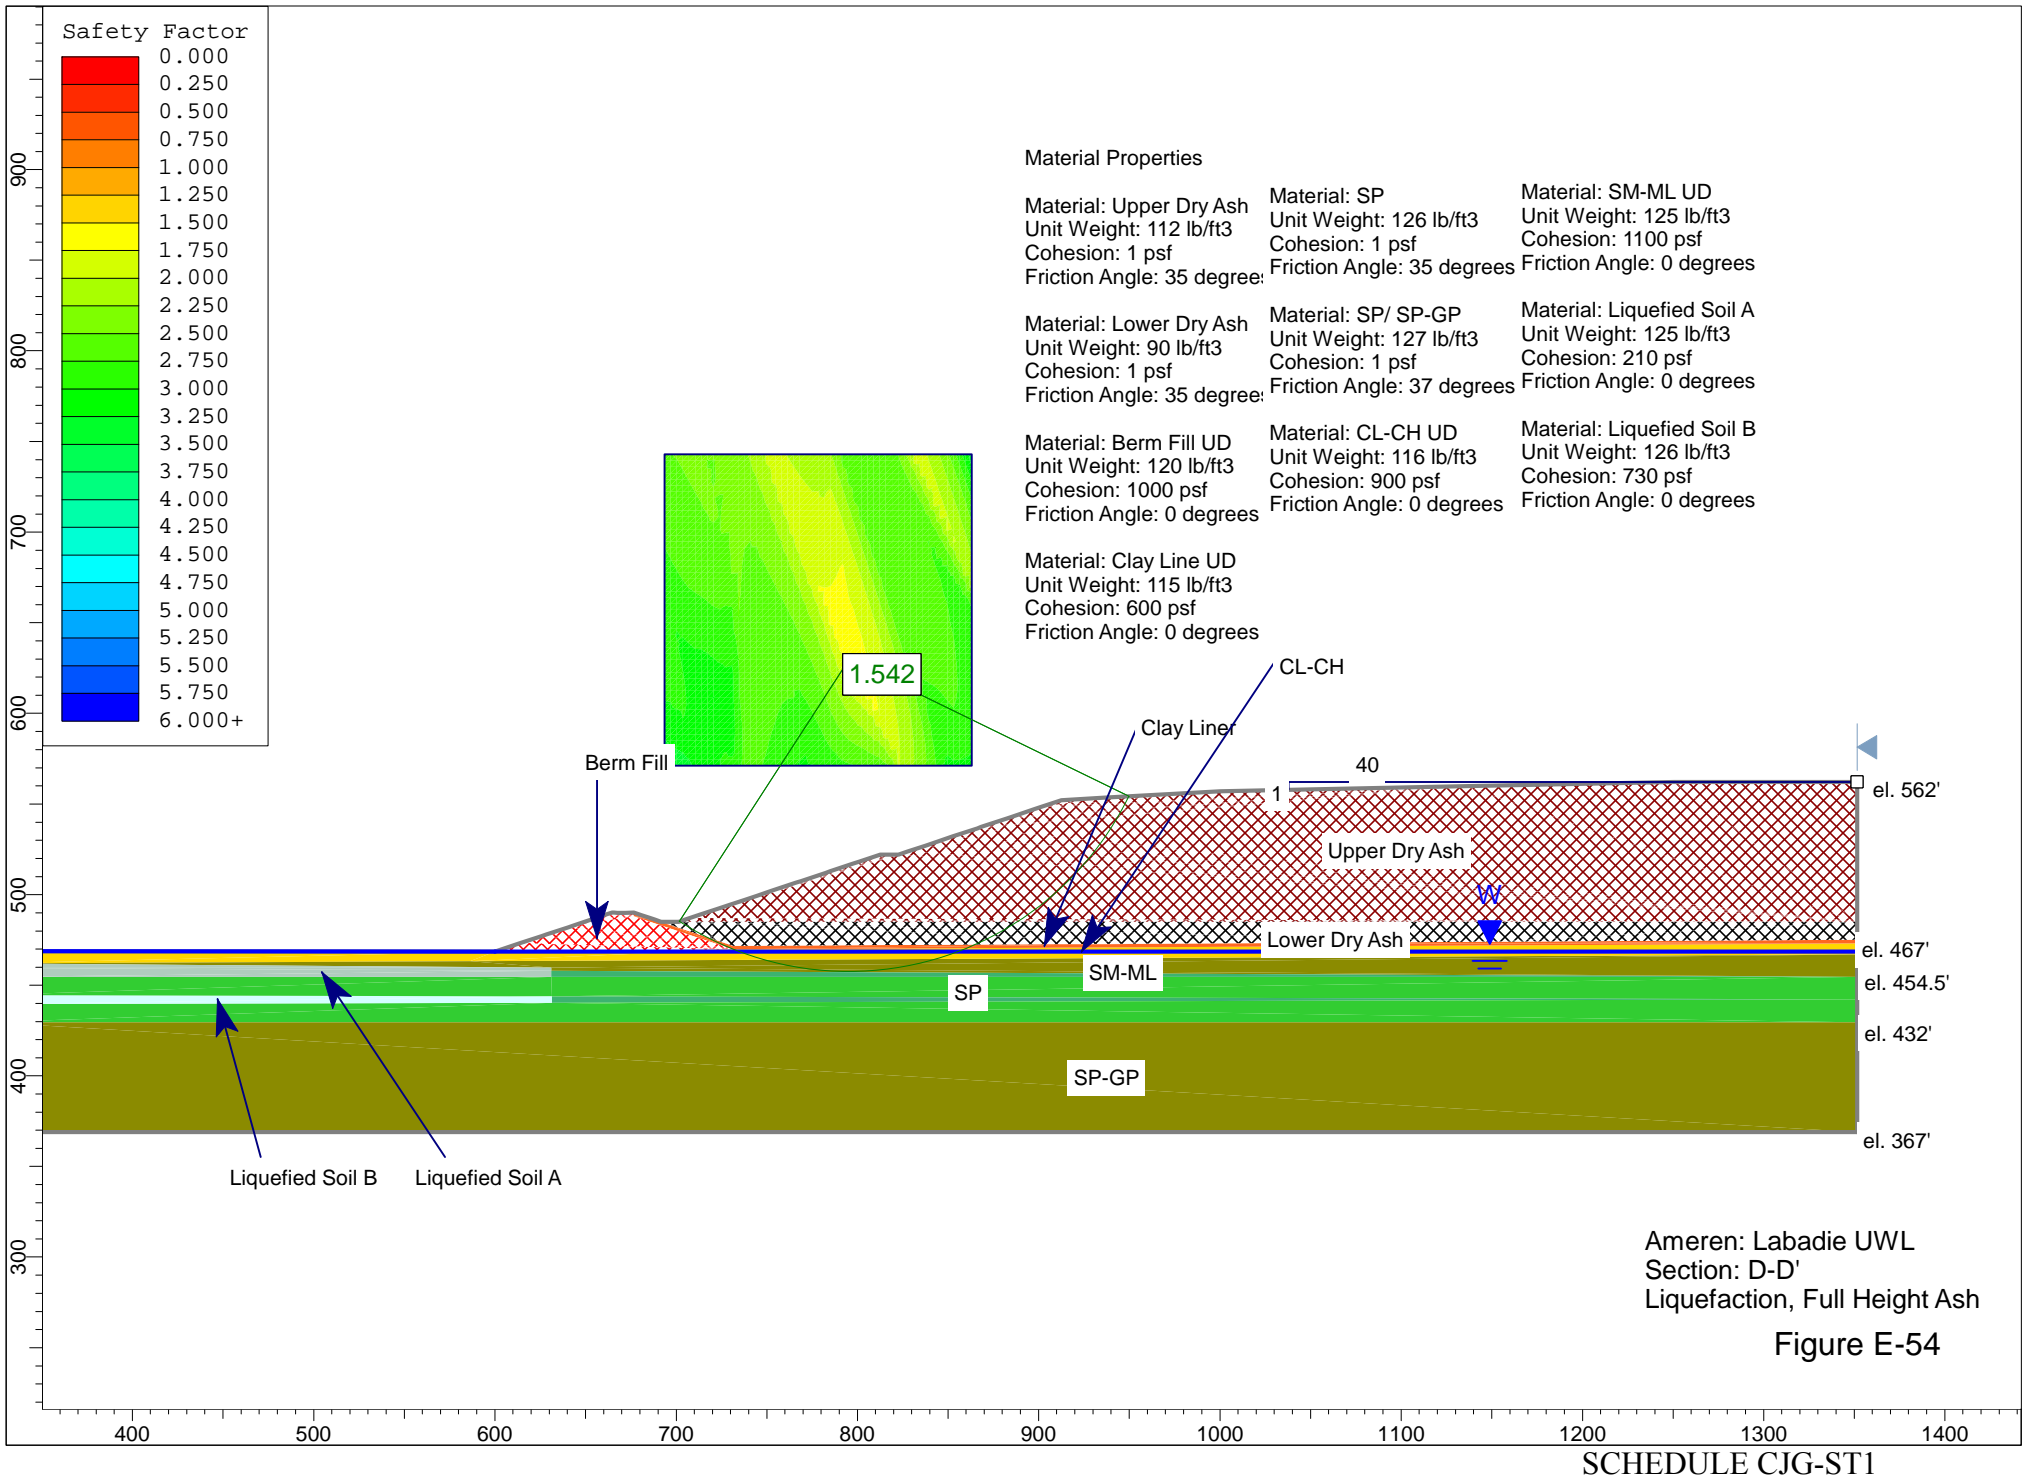 Safety Factor
0.000
0.250
0.500
0.750
1.000
1.250
1.500
1.750
2.000
2.250
2.500
2.750
3.000
3.250
3.500
3.750
4.000
4.250
4.500
4.750
5.000
5.250
5.500
5.750
6.000+
Material Properties
Material: Upper Dry Ash
Unit Weight: 112 lb/ft3
Cohesion: 1 psf
Friction Angle: 35 degrees
Material: Lower Dry Ash
Unit Weight: 90 lb/ft3
Cohesion: 1 psf
Friction Angle: 35 degrees
Material: Berm Fill UD
Unit Weight: 120 lb/ft3
Cohesion: 1000 psf
Friction Angle: 0 degrees
Material: Clay Line UD
Unit Weight: 115 lb/ft3
Cohesion: 600 psf
Friction Angle: 0 degrees
Material: SP
Unit Weight: 126 lb/ft3
Cohesion: 1 psf
Friction Angle: 35 degrees
Material: SP/ SP-GP
Unit Weight: 127 lb/ft3
Cohesion: 1 psf
Friction Angle: 37 degrees
Material: CL-CH UD
Unit Weight: 116 lb/ft3
Cohesion: 900 psf
Friction Angle: 0 degrees
Material: SM-ML UD
Unit Weight: 125 lb/ft3
Cohesion: 1100 psf
Friction Angle: 0 degrees
Material: Liquefied Soil A
Unit Weight: 125 lb/ft3
Cohesion: 210 psf
Friction Angle: 0 degrees
Material: Liquefied Soil B
Unit Weight: 126 lb/ft3
Cohesion: 730 psf
Friction Angle: 0 degrees
1.542
CL-CH
Clay Liner
Berm Fill
40
1
el. 562'
Upper Dry Ash
W
Lower Dry Ash
el. 467'
SM-ML
el. 454.5'
SP
el. 432'
SP-GP
el. 367'
Liquefied Soil B
Liquefied Soil A
900
800
700
600
500
400
300
Ameren: Labadie UWL
Section: D-D'
Liquefaction, Full Height Ash
Figure E-54
400 500 600 700 800 900 1000 1100 1200 1300 1400
SCHEDULE CJG-ST1